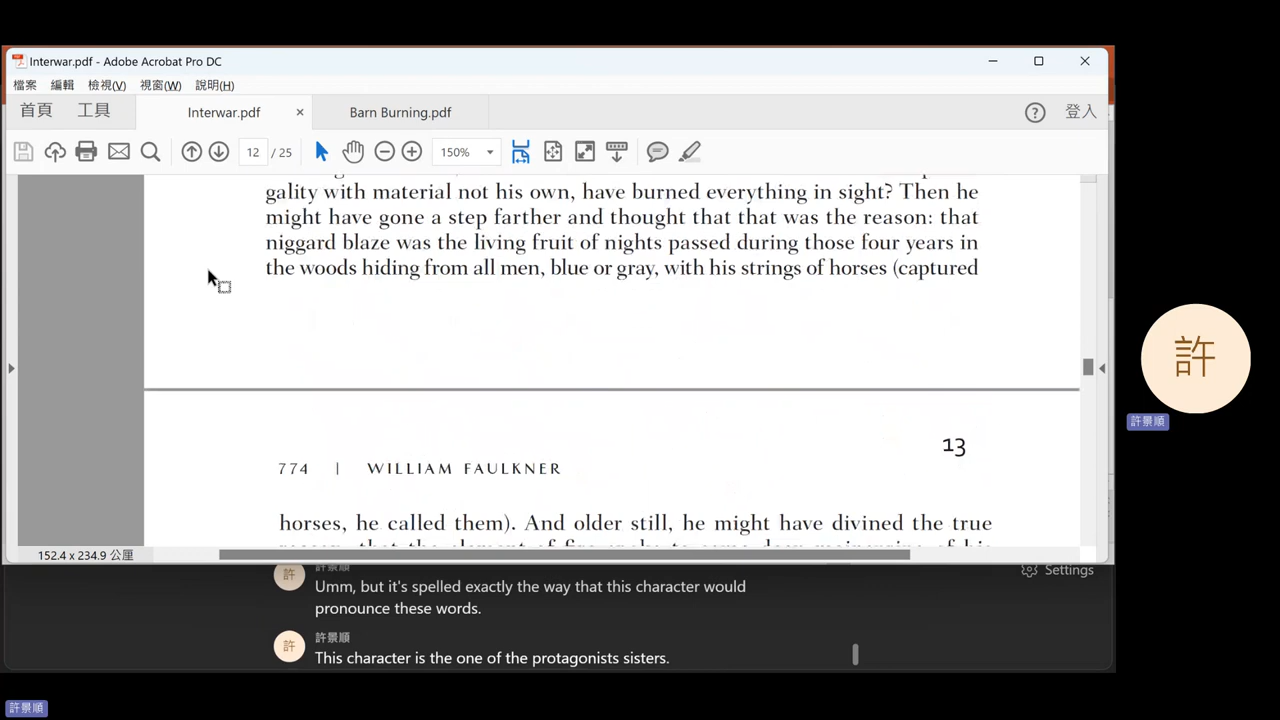 Interwar.pdf - Adobe Acrobat Pro DC
檔案 編輯 檢視(V) 視窗(W) 說明(H)
首頁 工具 Interwar.pdf × Barn Burning.pdf ? 登入
12 / 25 150%
gality with material not his own, have burned everything in sight? Then he
might have gone a step farther and thought that that was the reason: that
niggard blaze was the living fruit of nights passed during those four years in
the woods hiding from all men, blue or gray, with his strings of horses (captured
13
774 | WILLIAM FAULKNER
horses, he called them). And older still, he might have divined the true
152.4 x 234.9 公厘
許
許景順
Settings
許 許景順
Umm, but it's spelled exactly the way that this character would
pronounce these words.
許 許景順
This character is the one of the protagonists sisters.
許景順